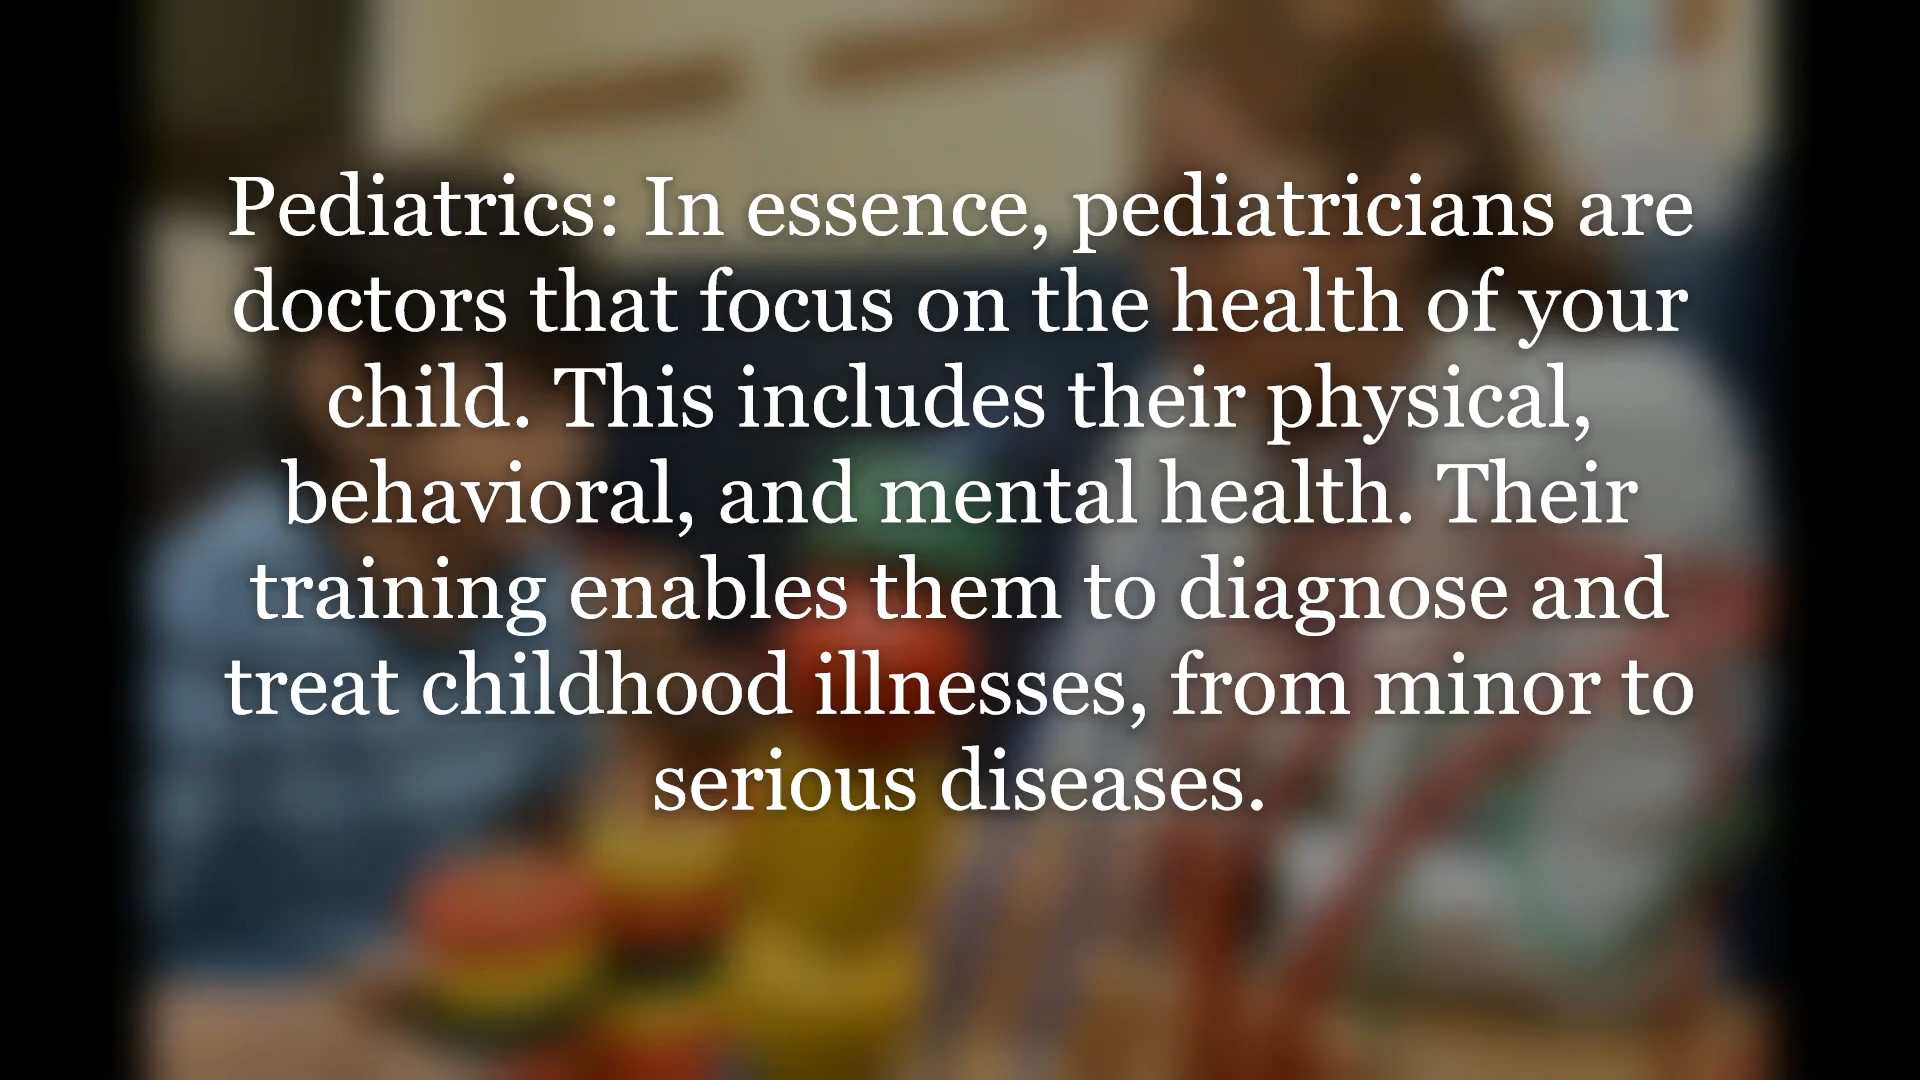 Pediatrics: In essence, pediatricians are
doctors that focus on the health of your
child. This includes their physical,
behavioral, and mental health. Their
training enables them to diagnose and
treat childhood illnesses, from minor to
serious diseases.